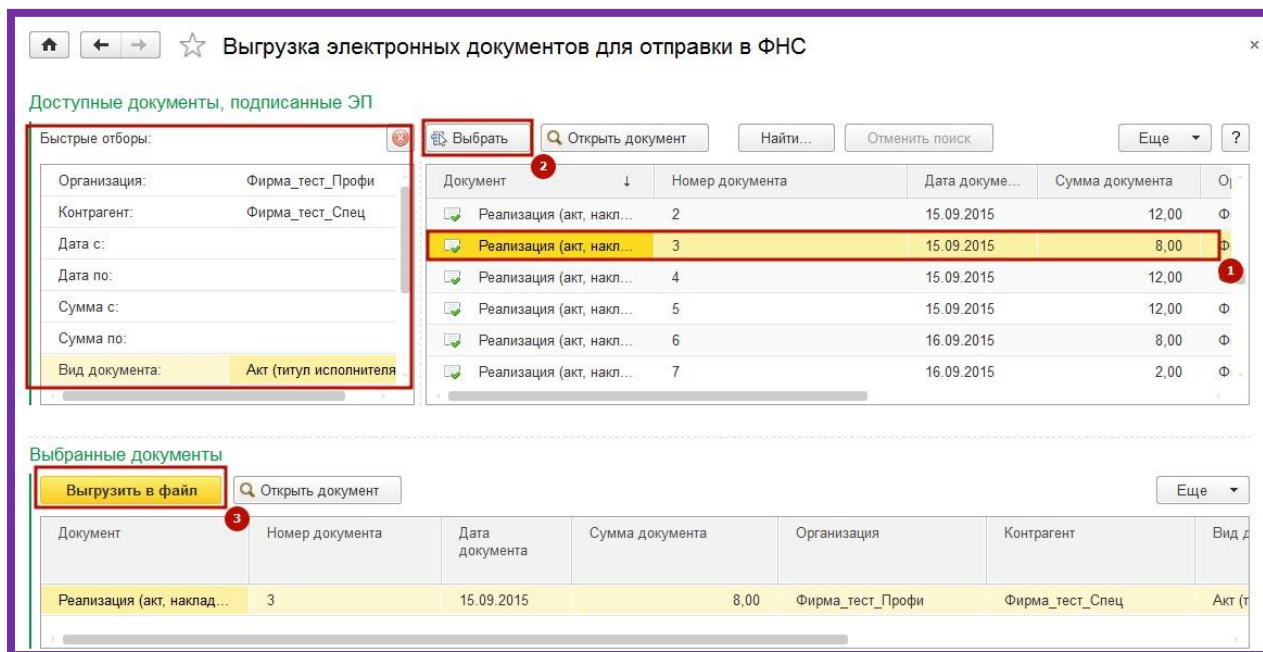 Выгрузка электронных документов для отправки в ФНС
Доступные документы, подписанные ЭП
Быстрые отборы:
Выбрать
Открыть документ
Найти...
Отменить поиск
Еще
?
2
Организация: Фирма_тест_Профи
Контрагент: Фирма_тест_Спец
Дата с:
Дата по:
Сумма с:
Сумма по:
Вид документа: Акт (титул исполнителя
Документ ↓ Номер документа Дата докуме... Сумма документа
Реализация (акт, накл... 2 15.09.2015 12,00 Ф
Реализация (акт, накл... 3 15.09.2015 8,00 Ф
1
Реализация (акт, накл... 4 15.09.2015 12,00
Реализация (акт, накл... 5 15.09.2015 12,00 Ф
Реализация (акт, накл... 6 16.09.2015 8,00 Ф
Реализация (акт, накл... 7 16.09.2015 2,00 Ф
Выбранные документы
Выгрузить в файл
Открыть документ
Еще
3
Документ Номер документа Дата документа Сумма документа Организация Контрагент Вид д
Реализация (акт, наклад... 3 15.09.2015 8,00 Фирма_тест_Профи Фирма_тест_Спец Акт (т